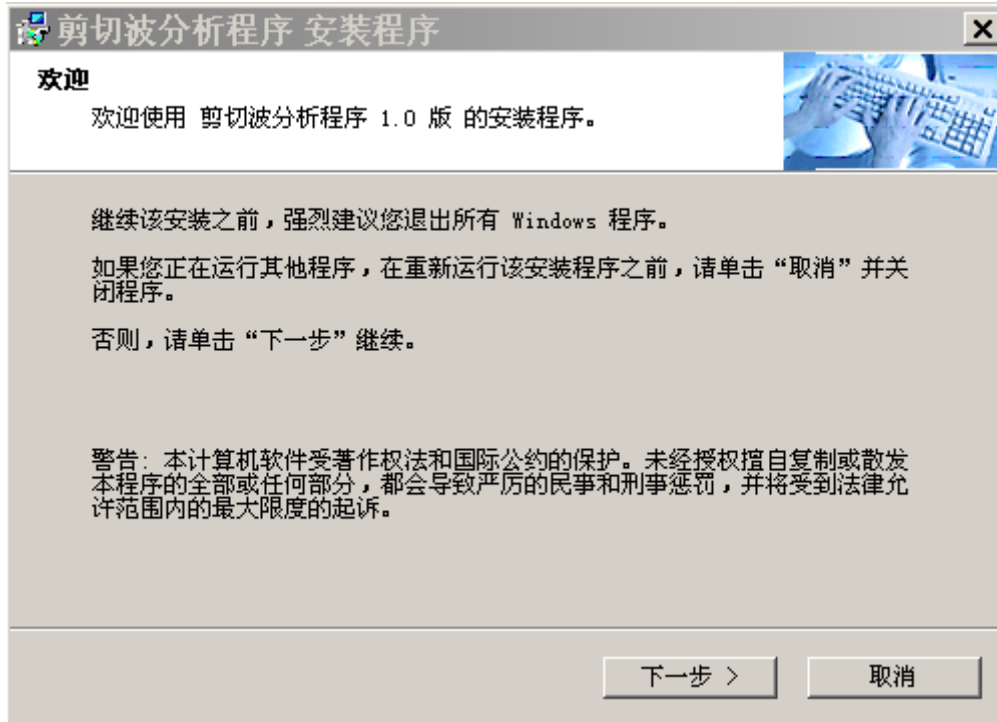 剪切波分析程序 安装程序
欢迎
欢迎使用 剪切波分析程序 1.0 版 的安装程序。
继续该安装之前，强烈建议您退出所有 Windows 程序。
如果您正在运行其他程序，在重新运行该安装程序之前，请单击“取消”并关
闭程序。
否则，请单击“下一步”继续。
警告: 本计算机软件受著作权法和国际公约的保护。未经授权擅自复制或散发
本程序的全部或任何部分，都会导致严厉的民事和刑事惩罚，并将受到法律允
许范围内的最大限度的起诉。
下一步 >
取消